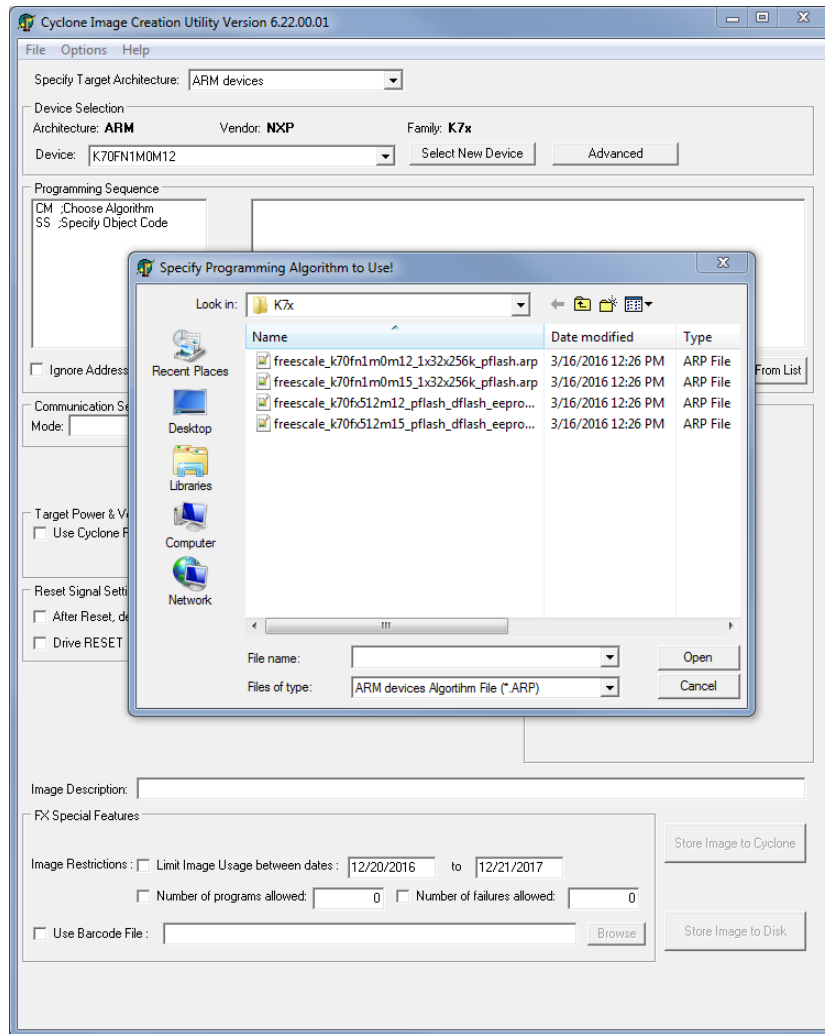 Cyclone Image Creation Utility Version 6.22.00.01
File Options Help
Specify Target Architecture: ARM devices
Device Selection
Architecture: ARM Vendor: NXP Family: K7x
Device: K70FN1M0M12 Select New Device Advanced
Programming Sequence
CM ;Choose Algorithm
SS ;Specify Object Code
Specify Programming Algorithm to Use!
Look in: K7x
Name Date modified Type
freescale_k70fn1m0m12_1x32x256k_pflash.arp 3/16/2016 12:26 PM ARP File
freescale_k70fn1m0m15_1x32x256k_pflash.arp 3/16/2016 12:26 PM ARP File
freescale_k70fx512m12_pflash_dflash_eepro... 3/16/2016 12:26 PM ARP File
freescale_k70fx512m15_pflash_dflash_eepro... 3/16/2016 12:26 PM ARP File
Recent Places
Desktop
Libraries
Computer
Network
File name: Open
Files of type: ARM devices Algortihm File (*.ARP) Cancel
Ignore Address From List
Communication Se
Mode:
Target Power & V
Use Cyclone P
Reset Signal Setti
After Reset, de
Drive RESET
Image Description:
FX Special Features
Image Restrictions : Limit Image Usage between dates : 12/20/2016 to 12/21/2017
Number of programs allowed: 0 Number of failures allowed: 0
Use Barcode File : Browse
Store Image to Cyclone
Store Image to Disk